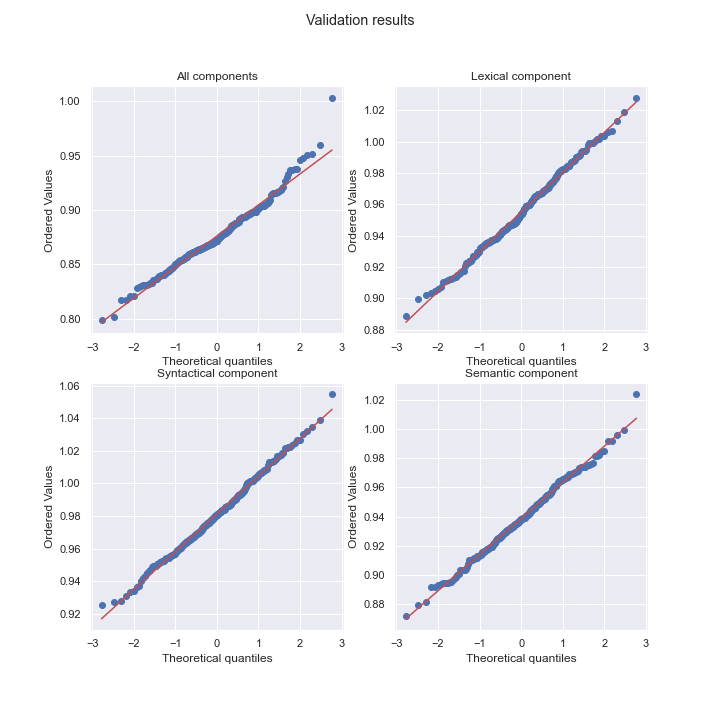 Validation results
All components
Ordered Values
1.00
0.95
0.90
0.85
0.80
−3 −2 −1 0 1 2 3
Theoretical quantiles
Lexical component
Ordered Values
1.02
1.00
0.98
0.96
0.94
0.92
0.90
0.88
−3 −2 −1 0 1 2 3
Theoretical quantiles
Syntactical component
Ordered Values
1.06
1.04
1.02
1.00
0.98
0.96
0.94
0.92
−3 −2 −1 0 1 2 3
Theoretical quantiles
Semantic component
Ordered Values
1.02
1.00
0.98
0.96
0.94
0.92
0.90
0.88
−3 −2 −1 0 1 2 3
Theoretical quantiles